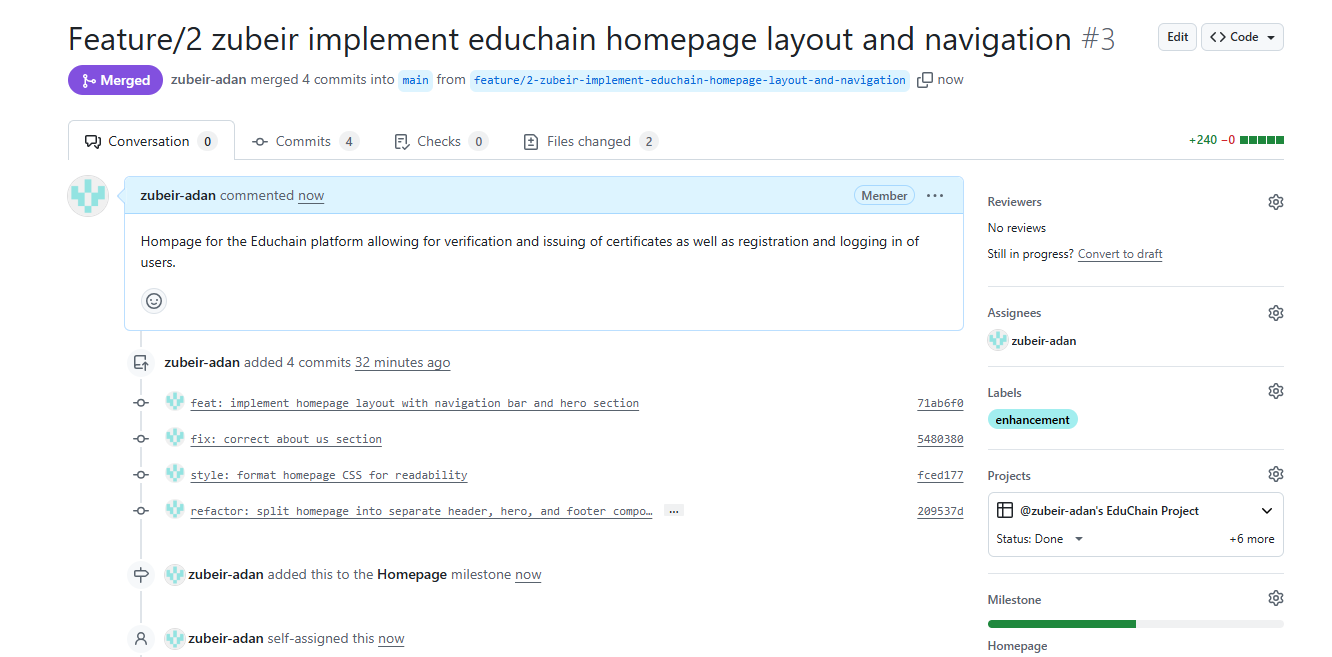 Feature/2 zubeir implement educhain homepage layout and navigation #3
Edit
Code
Merged
zubeir-adan merged 4 commits into main from feature/2-zubeir-implement-educhain-homepage-layout-and-navigation now
Conversation 0
Commits 4
Checks 0
Files changed 2
+240 −0
zubeir-adan commented now
Member
Hompage for the Educhain platform allowing for verification and issuing of certificates as well as registration and logging in of
users.
zubeir-adan added 4 commits 32 minutes ago
feat: implement homepage layout with navigation bar and hero section 71ab6f0
fix: correct about us section 5480380
style: format homepage CSS for readability fced177
refactor: split homepage into separate header, hero, and footer compo… … 209537d
zubeir-adan added this to the Homepage milestone now
zubeir-adan self-assigned this now
Reviewers
No reviews
Still in progress? Convert to draft
Assignees
zubeir-adan
Labels
enhancement
Projects
@zubeir-adan's EduChain Project
Status: Done +6 more
Milestone
Homepage